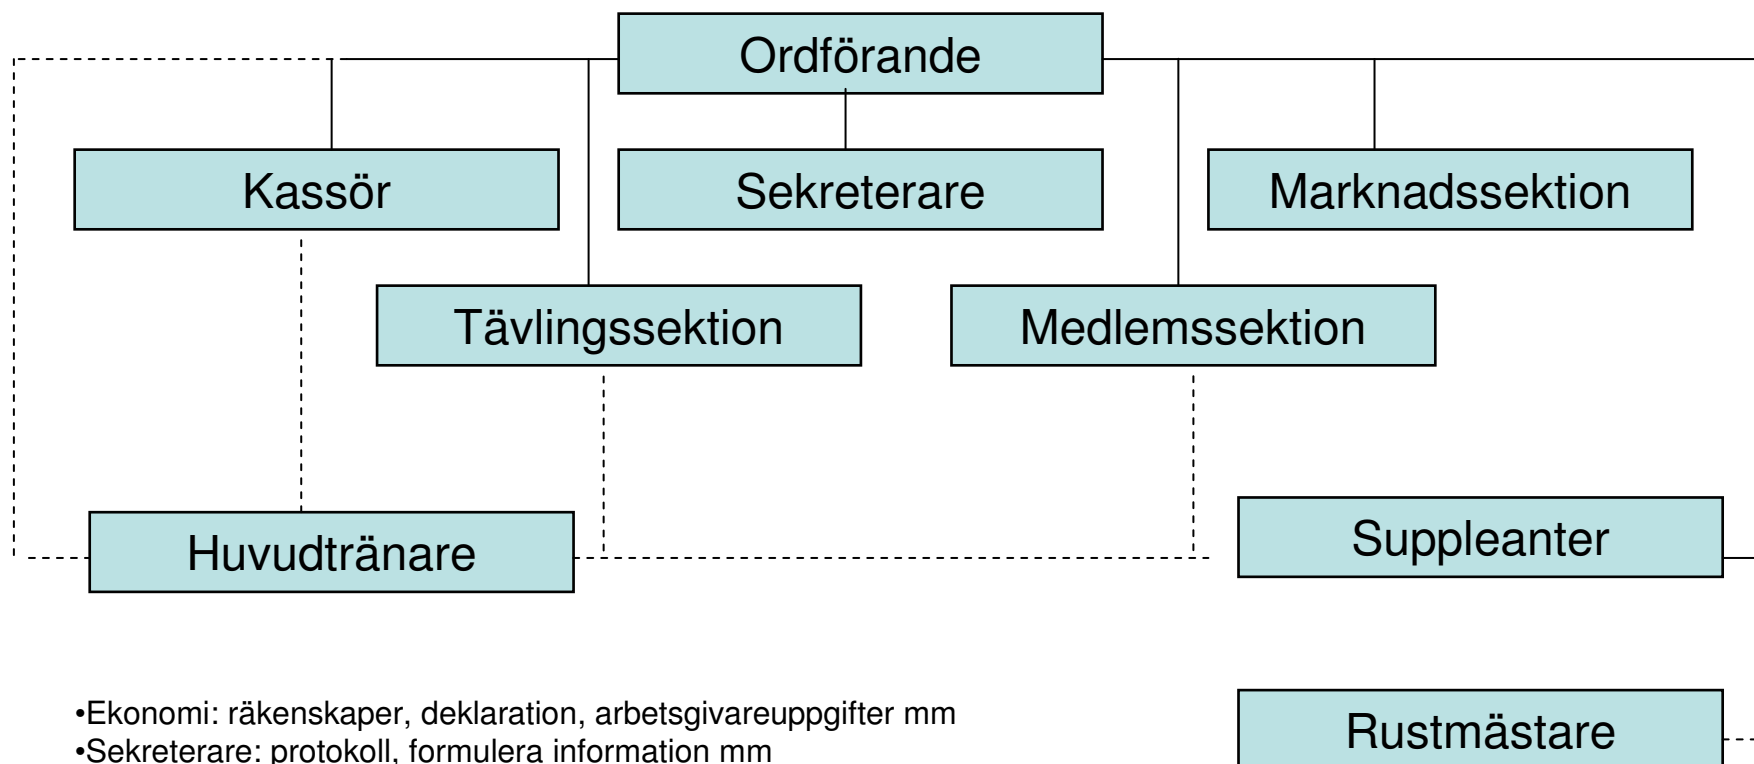 Ordförande
Kassör
Sekreterare
Marknadssektion
Tävlingssektion
Medlemssektion
Huvudtränare
Suppleanter
•Ekonomi: räkenskaper, deklaration, arbetsgivareuppgifter mm
•Sekreterare: protokoll, formulera information mm
Rustmästare